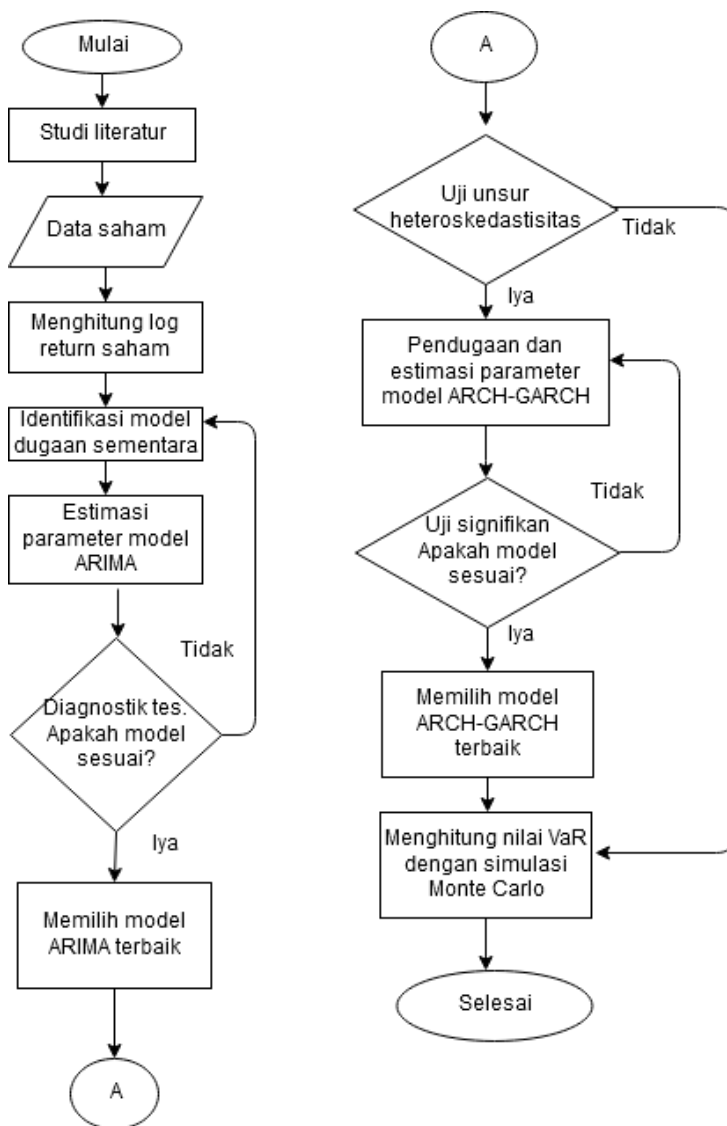 Mulai
Studi literatur
Data saham
Menghitung log
return saham
Identifikasi model
dugaan sementara
Estimasi
parameter model
ARIMA
Tidak
Diagnostik tes.
Apakah model
sesuai?
Iya
Memilih model
ARIMA terbaik
A
A
Uji unsur
heteroskedastisitas
Tidak
Iya
Pendugaan dan
estimasi parameter
model ARCH-GARCH
Tidak
Uji signifikan
Apakah model
sesuai?
Iya
Memilih model
ARCH-GARCH
terbaik
Menghitung nilai VaR
dengan simulasi
Monte Carlo
Selesai